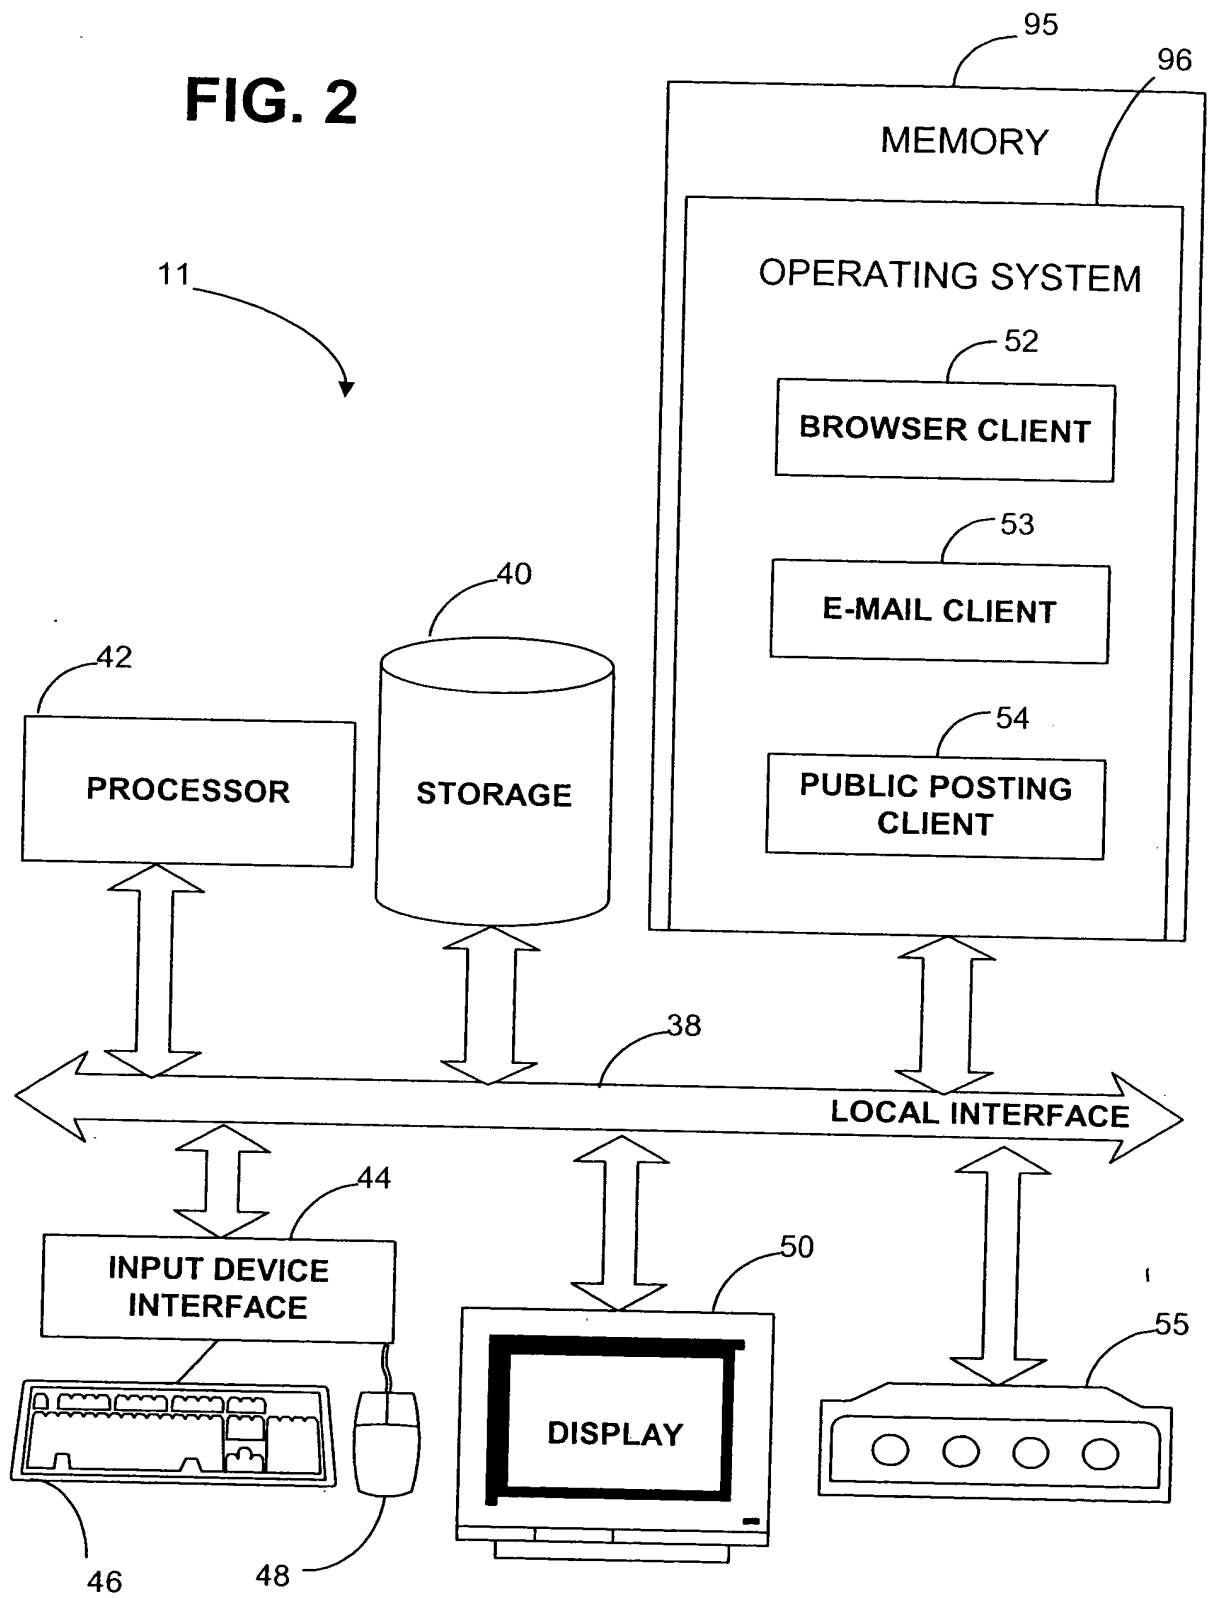 FIG. 2
95
96
MEMORY
11
OPERATING SYSTEM
52
BROWSER CLIENT
53
E-MAIL CLIENT
40
42
54
PROCESSOR
STORAGE
PUBLIC POSTING
CLIENT
38
LOCAL INTERFACE
44
INPUT DEVICE
INTERFACE
50
55
DISPLAY
46
48